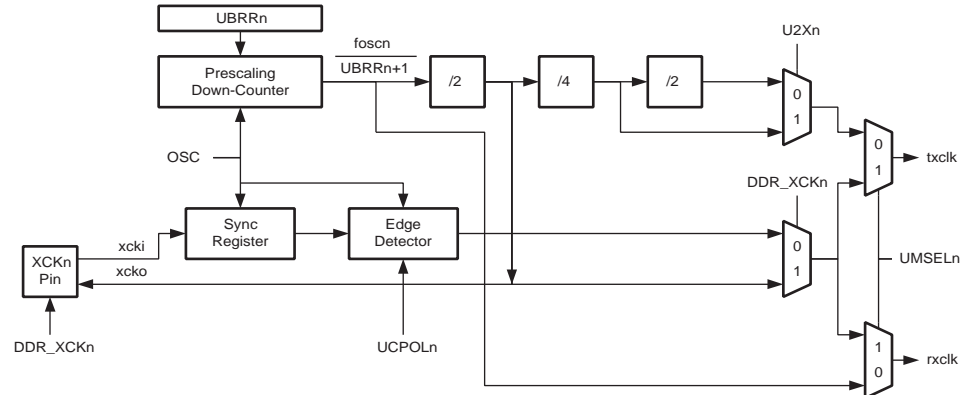 UBRRn
U2Xn
foscn
Prescaling
Down-Counter
UBRRn+1
/2
/4
/2
0
1
OSC
0
1
txclk
DDR_XCKn
Sync
Register
Edge
Detector
xcki
0
1
XCKn
Pin
xcko
UMSELn
DDR_XCKn
UCPOLn
1
0
rxclk